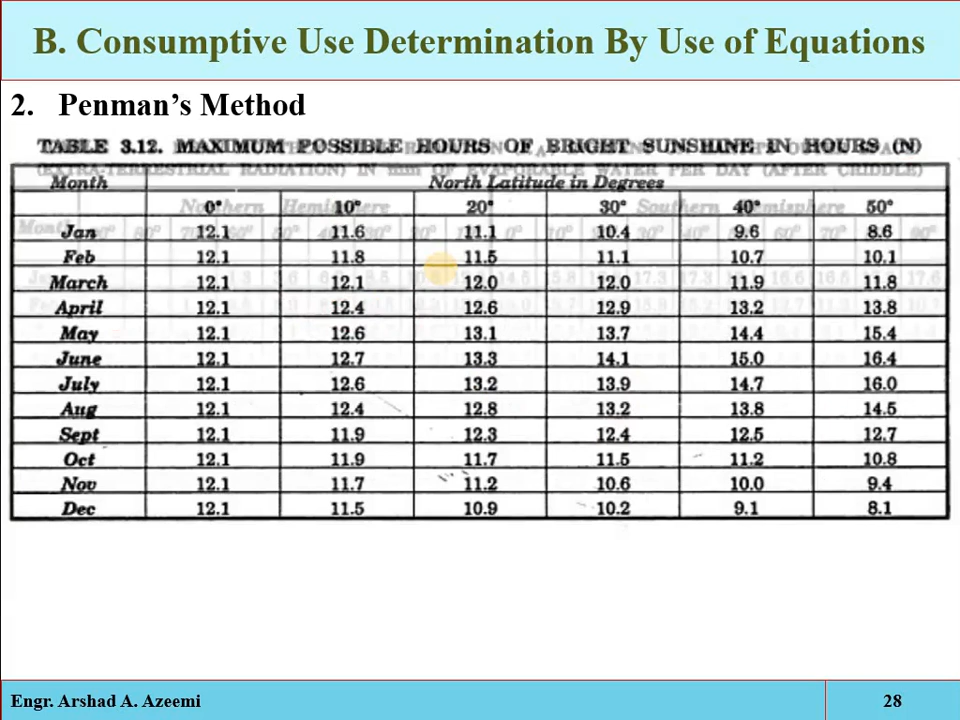 B. Consumptive Use Determination By Use of Equations
2. Penman's Method
TABLE 3.12. MAXIMUM POSSIBLE HOURS OF BRIGHT SUNSHINE IN HOURS (N)
(EXTRA-TERRESTRIAL RADIATION) IN mm OF EVAPORABLE WATER PER DAY (AFTER CRIDDLE)
Month North Latitude in Degrees
Northern Hemisphere Southern Hemisphere
0° 10° 20° 30° 40° 50°
Jan 12.1 11.6 11.1 10.4 9.6 8.6
Feb 12.1 11.8 11.5 11.1 10.7 10.1
March 12.1 12.1 12.0 12.0 11.9 11.8
April 12.1 12.4 12.6 12.9 13.2 13.8
May 12.1 12.6 13.1 13.7 14.4 15.4
June 12.1 12.7 13.3 14.1 15.0 16.4
July 12.1 12.6 13.2 13.9 14.7 16.0
Aug 12.1 12.4 12.8 13.2 13.8 14.5
Sept 12.1 11.9 12.3 12.4 12.5 12.7
Oct 12.1 11.9 11.7 11.5 11.2 10.8
Nov 12.1 11.7 11.2 10.6 10.0 9.4
Dec 12.1 11.5 10.9 10.2 9.1 8.1
Engr. Arshad A. Azeemi 28